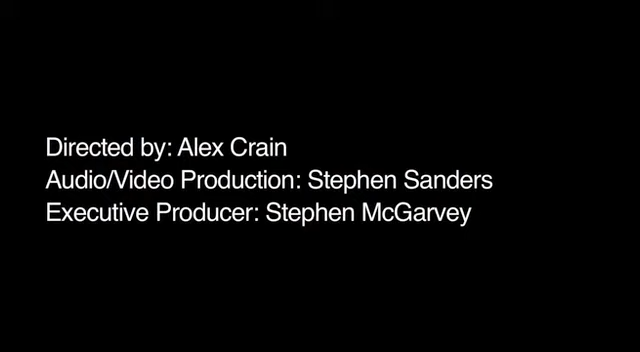 Directed by: Alex Crain
Audio/Video Production: Stephen Sanders
Executive Producer: Stephen McGarvey